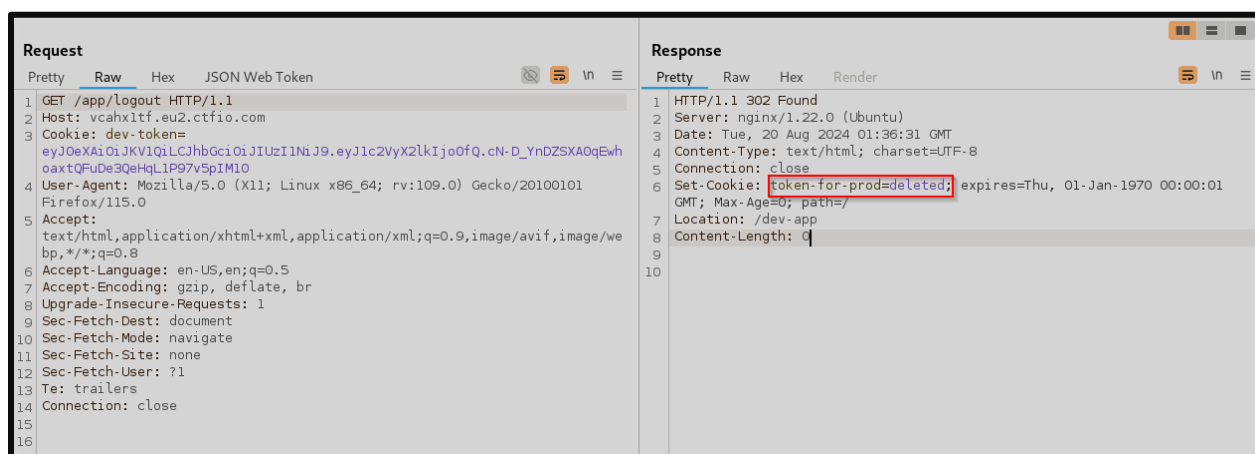 Request
Pretty Raw Hex JSON Web Token \n
1 GET /app/logout HTTP/1.1
2 Host: vcahx1tf.eu2.ctfio.com
3 Cookie: dev-token=
eyJ0eXAiOiJKV1QiLCJhbGciOiJIUzI1NiJ9.eyJ1c2VyX2lkIjo0fQ.cN-D_YnDZSXA0qEwh
oaxtQFuDe3QeHqL1P97v5pIM10
4 User-Agent: Mozilla/5.0 (X11; Linux x86_64; rv:109.0) Gecko/20100101
Firefox/115.0
5 Accept:
text/html,application/xhtml+xml,application/xml;q=0.9,image/avif,image/we
bp,*/*;q=0.8
6 Accept-Language: en-US,en;q=0.5
7 Accept-Encoding: gzip, deflate, br
8 Upgrade-Insecure-Requests: 1
9 Sec-Fetch-Dest: document
10 Sec-Fetch-Mode: navigate
11 Sec-Fetch-Site: none
12 Sec-Fetch-User: ?1
13 Te: trailers
14 Connection: close
15
16
Response
Pretty Raw Hex Render \n
1 HTTP/1.1 302 Found
2 Server: nginx/1.22.0 (Ubuntu)
3 Date: Tue, 20 Aug 2024 01:36:31 GMT
4 Content-Type: text/html; charset=UTF-8
5 Connection: close
6 Set-Cookie: token-for-prod=deleted; expires=Thu, 01-Jan-1970 00:00:01
GMT; Max-Age=0; path=/
7 Location: /dev-app
8 Content-Length: 0
9
10